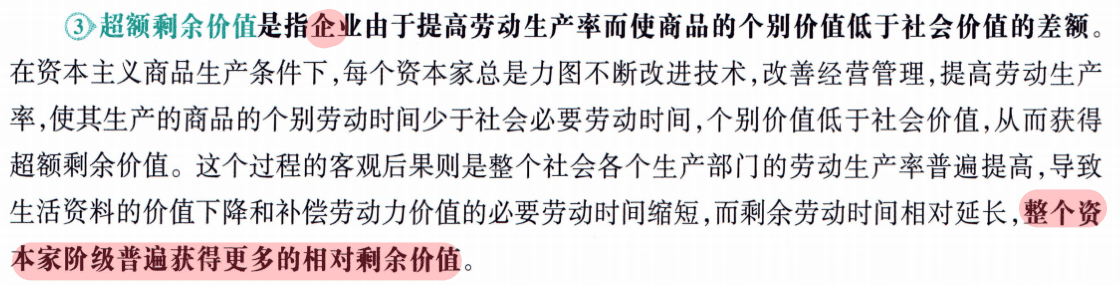 ③超额剩余价值是指企业由于提高劳动生产率而使商品的个别价值低于社会价值的差额。
在资本主义商品生产条件下,每个资本家总是力图不断改进技术,改善经营管理,提高劳动生产
率,使其生产的商品的个别劳动时间少于社会必要劳动时间,个别价值低于社会价值,从而获得
超额剩余价值。这个过程的客观后果则是整个社会各个生产部门的劳动生产率普遍提高,导致
生活资料的价值下降和补偿劳动力价值的必要劳动时间缩短,而剩余劳动时间相对延长,整个资
本家阶级普遍获得更多的相对剩余价值。